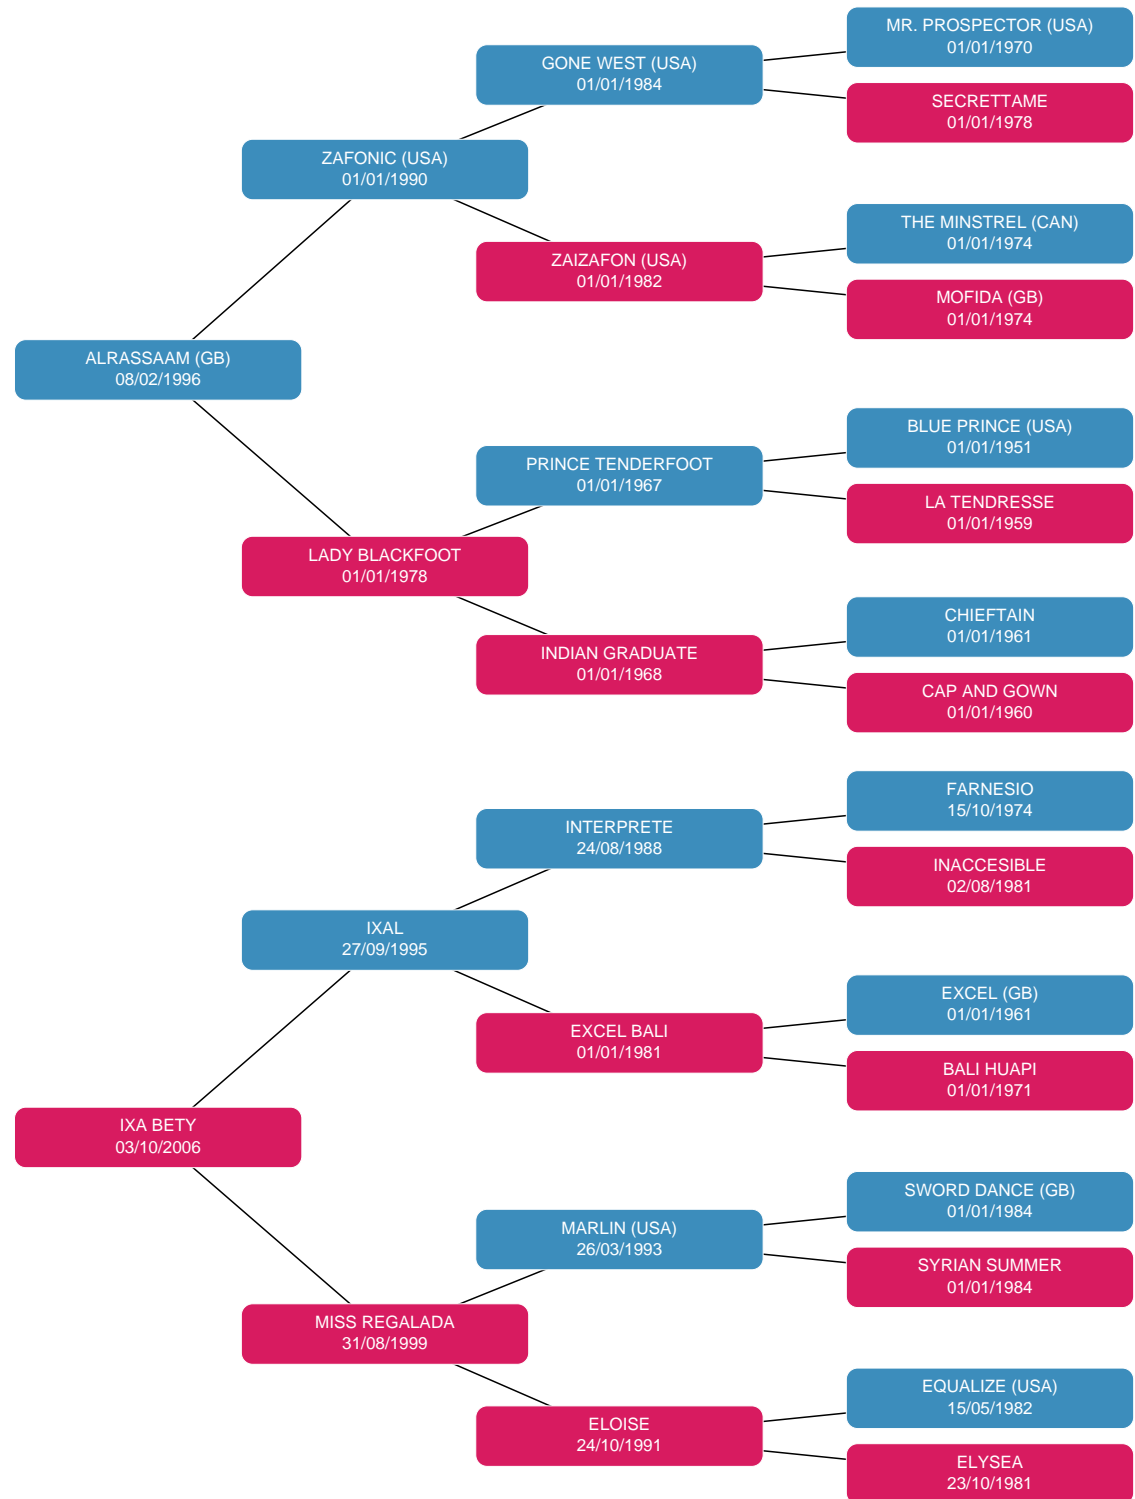 MR. PROSPECTOR (USA)
01/01/1970
GONE WEST (USA)
01/01/1984
SECRETTAME
01/01/1978
ZAFONIC (USA)
01/01/1990
THE MINSTREL (CAN)
01/01/1974
ZAIZAFON (USA)
01/01/1982
MOFIDA (GB)
01/01/1974
ALRASSAAM (GB)
08/02/1996
BLUE PRINCE (USA)
01/01/1951
PRINCE TENDERFOOT
01/01/1967
LA TENDRESSE
01/01/1959
LADY BLACKFOOT
01/01/1978
CHIEFTAIN
01/01/1961
INDIAN GRADUATE
01/01/1968
CAP AND GOWN
01/01/1960
FARNESIO
15/10/1974
INTERPRETE
24/08/1988
INACCESIBLE
02/08/1981
IXAL
27/09/1995
EXCEL (GB)
01/01/1961
EXCEL BALI
01/01/1981
BALI HUAPI
01/01/1971
IXA BETY
03/10/2006
SWORD DANCE (GB)
01/01/1984
MARLIN (USA)
26/03/1993
SYRIAN SUMMER
01/01/1984
MISS REGALADA
31/08/1999
EQUALIZE (USA)
15/05/1982
ELOISE
24/10/1991
ELYSEA
23/10/1981